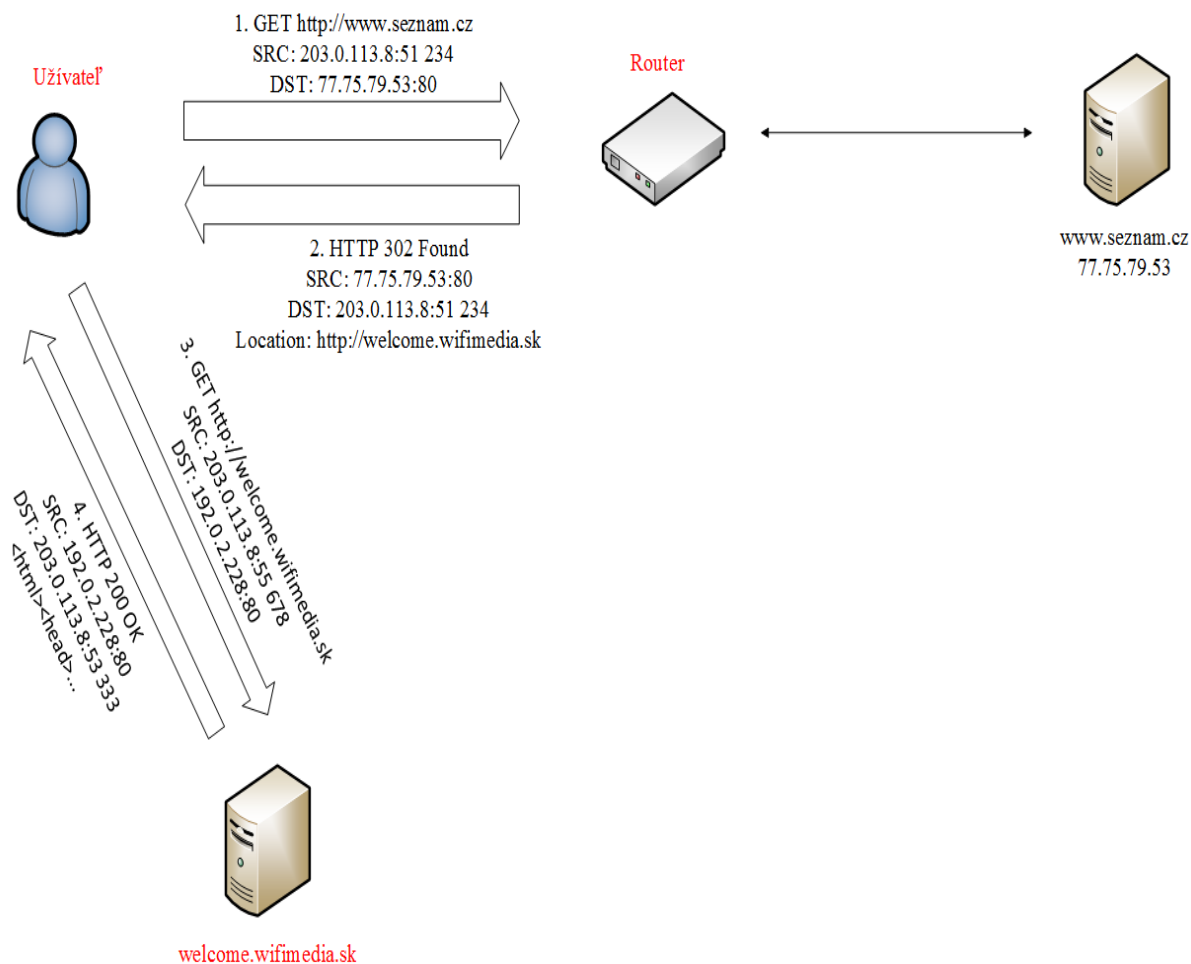 1. GET http://www.seznam.cz
SRC: 203.0.113.8:51 234
DST: 77.75.79.53:80
Užívateľ
Router
www.seznam.cz
77.75.79.53
2. HTTP 302 Found
SRC: 77.75.79.53:80
DST: 203.0.113.8:51 234
Location: http://welcome.wifimedia.sk
3. GET http://welcome.wifimedia.sk
SRC: 203.0.113.8:55 678
DST: 192.0.2.228:80
4. HTTP 200 OK
SRC: 192.0.2.228:80
DST: 203.0.113.8:53 333
<html><head>...
welcome.wifimedia.sk